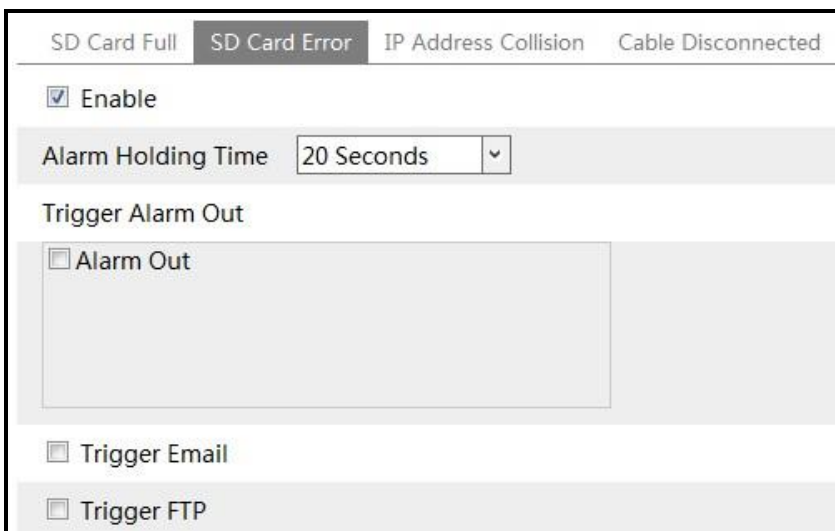 SD Card Full SD Card Error IP Address Collision Cable Disconnected
Enable
Alarm Holding Time 20 Seconds
Trigger Alarm Out
Alarm Out
Trigger Email
Trigger FTP